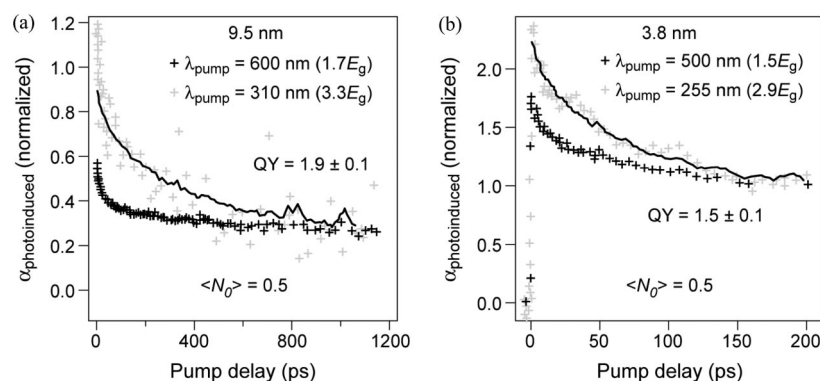 (a)
9.5 nm
+ λpump = 600 nm (1.7Eg)
+ λpump = 310 nm (3.3Eg)
QY = 1.9 ± 0.1
<N0> = 0.5
αphotoinduced (normalized)
1.2
1.0
0.8
0.6
0.4
0.2
0.0
0 400 800 1200
Pump delay (ps)
(b)
3.8 nm
+ λpump = 500 nm (1.5Eg)
+ λpump = 255 nm (2.9Eg)
QY = 1.5 ± 0.1
<N0> = 0.5
αphotoinduced (normalized)
2.0
1.5
1.0
0.5
0.0
0 50 100 150 200
Pump delay (ps)